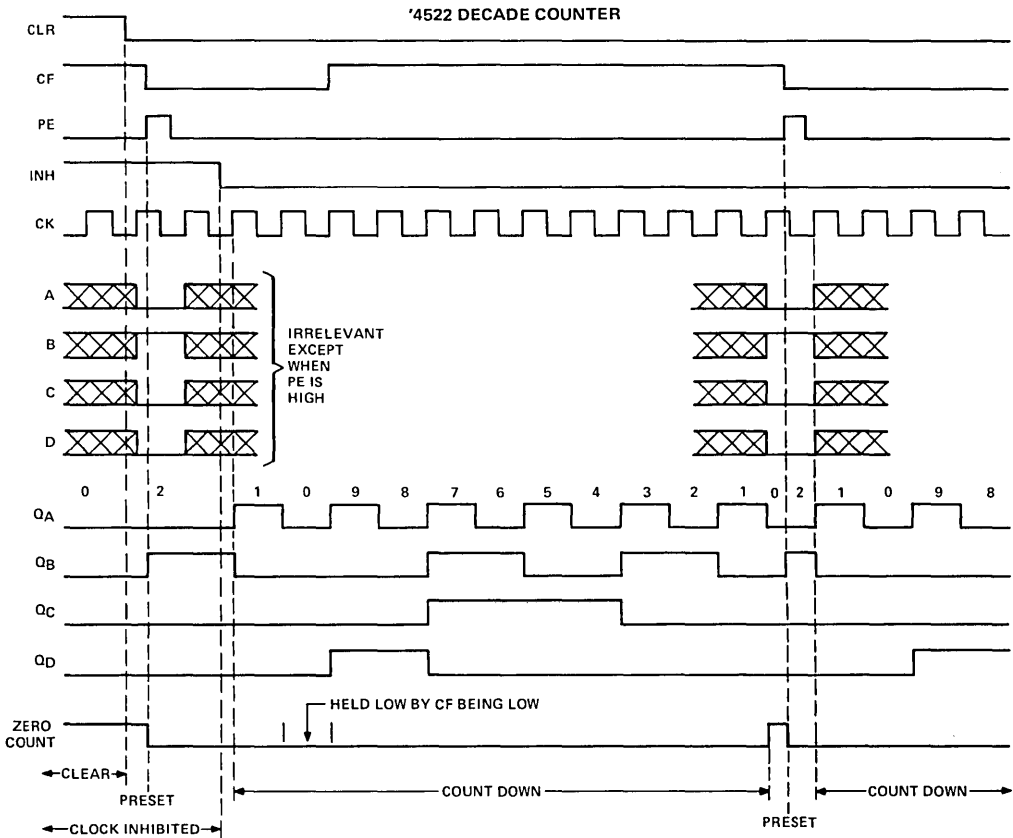 '4522 DECADE COUNTER
CLR
CF
PE
INH
CK
A
B
C
D
IRRELEVANT
EXCEPT
WHEN
PE IS
HIGH
0 2 1 0 9 8 7 6 5 4 3 2 1 0 2 1 0 9 8
QA
QB
QC
QD
HELD LOW BY CF BEING LOW
ZERO
COUNT
CLEAR
COUNT DOWN
COUNT DOWN
PRESET
PRESET
CLOCK INHIBITED